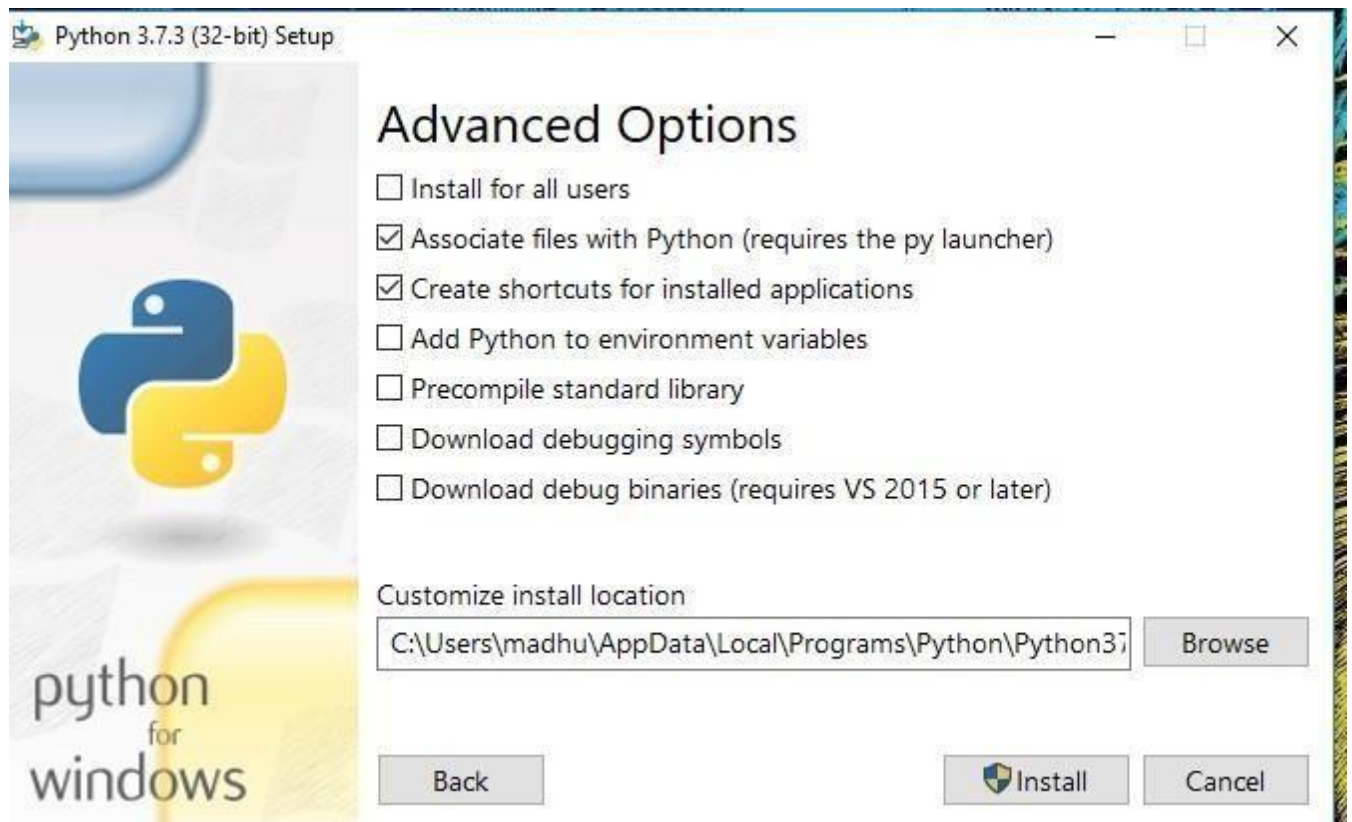 Python 3.7.3 (32-bit) Setup
Advanced Options
Install for all users
Associate files with Python (requires the py launcher)
Create shortcuts for installed applications
Add Python to environment variables
Precompile standard library
Download debugging symbols
Download debug binaries (requires VS 2015 or later)
Customize install location
C:\Users\madhu\AppData\Local\Programs\Python\Python37
Browse
python
for
windows
Back
Install
Cancel